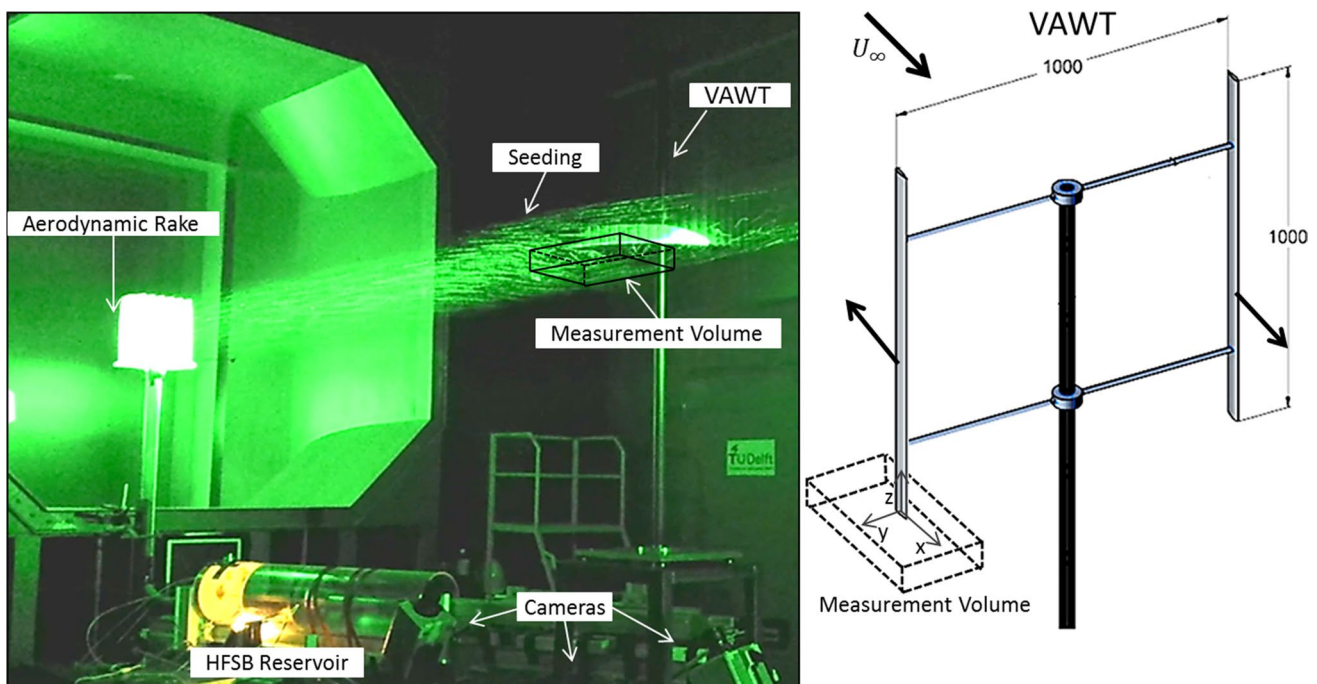 VAWT
Seeding
Aerodynamic Rake
Measurement Volume
TUDelft
Cameras
HFSB Reservoir
VAWT
U∞
1000
1000
z
y
x
Measurement Volume